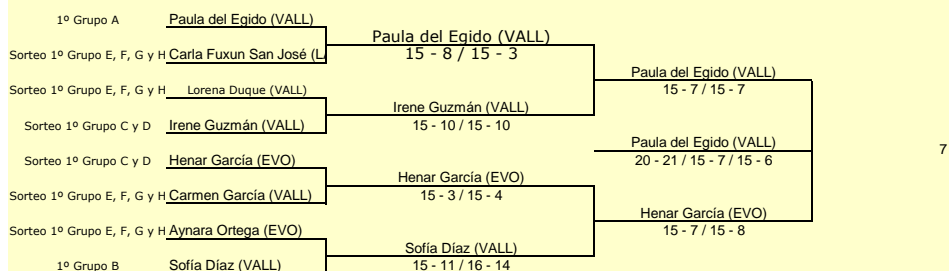 1º Grupo A Paula del Egido (VALL)
Paula del Egido (VALL)
Sorteo 1º Grupo E, F, G y H Carla Fuxun San José (LA
15 - 8 / 15 - 3
Paula del Egido (VALL)
Sorteo 1º Grupo E, F, G y H Lorena Duque (VALL)
15 - 7 / 15 - 7
Irene Guzmán (VALL)
Sorteo 1º Grupo C y D Irene Guzmán (VALL)
15 - 10 / 15 - 10
Paula del Egido (VALL)
20 - 21 / 15 - 7 / 15 - 6
7
Sorteo 1º Grupo C y D Henar García (EVO)
Henar García (EVO)
Sorteo 1º Grupo E, F, G y H Carmen García (VALL)
15 - 3 / 15 - 4
Henar García (EVO)
Sorteo 1º Grupo E, F, G y H Aynara Ortega (EVO)
15 - 7 / 15 - 8
Sofía Díaz (VALL)
1º Grupo B Sofía Díaz (VALL)
15 - 11 / 16 - 14